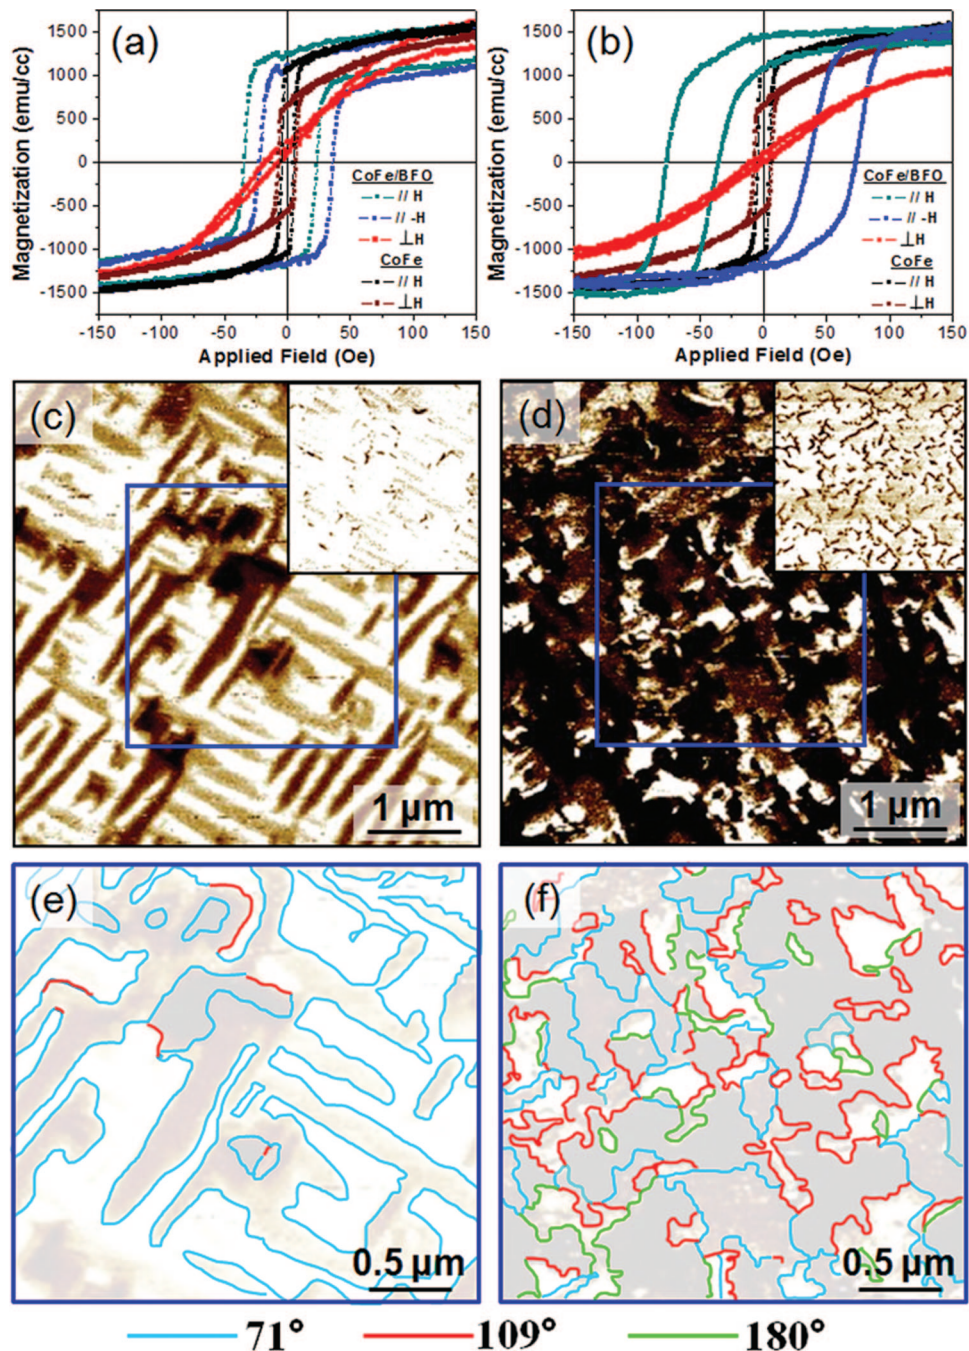 (a)
Magnetization (emu/cc)
1500
1000
500
0
-500
-1000
-1500
-150 -100 -50 0 50 100 150
Applied Field (Oe)
CoFe/BFO
// H
// -H
⊥H
CoFe
// H
⊥H
(b)
Magnetization (emu/cc)
1500
1000
500
0
-500
-1000
-1500
-150 -100 -50 0 50 100 150
Applied Field (Oe)
CoFe/BFO
// H
// -H
⊥H
CoFe
// H
⊥H
(c)
1 µm
(d)
1 µm
(e)
0.5 µm
(f)
0.5 µm
71° 109° 180°